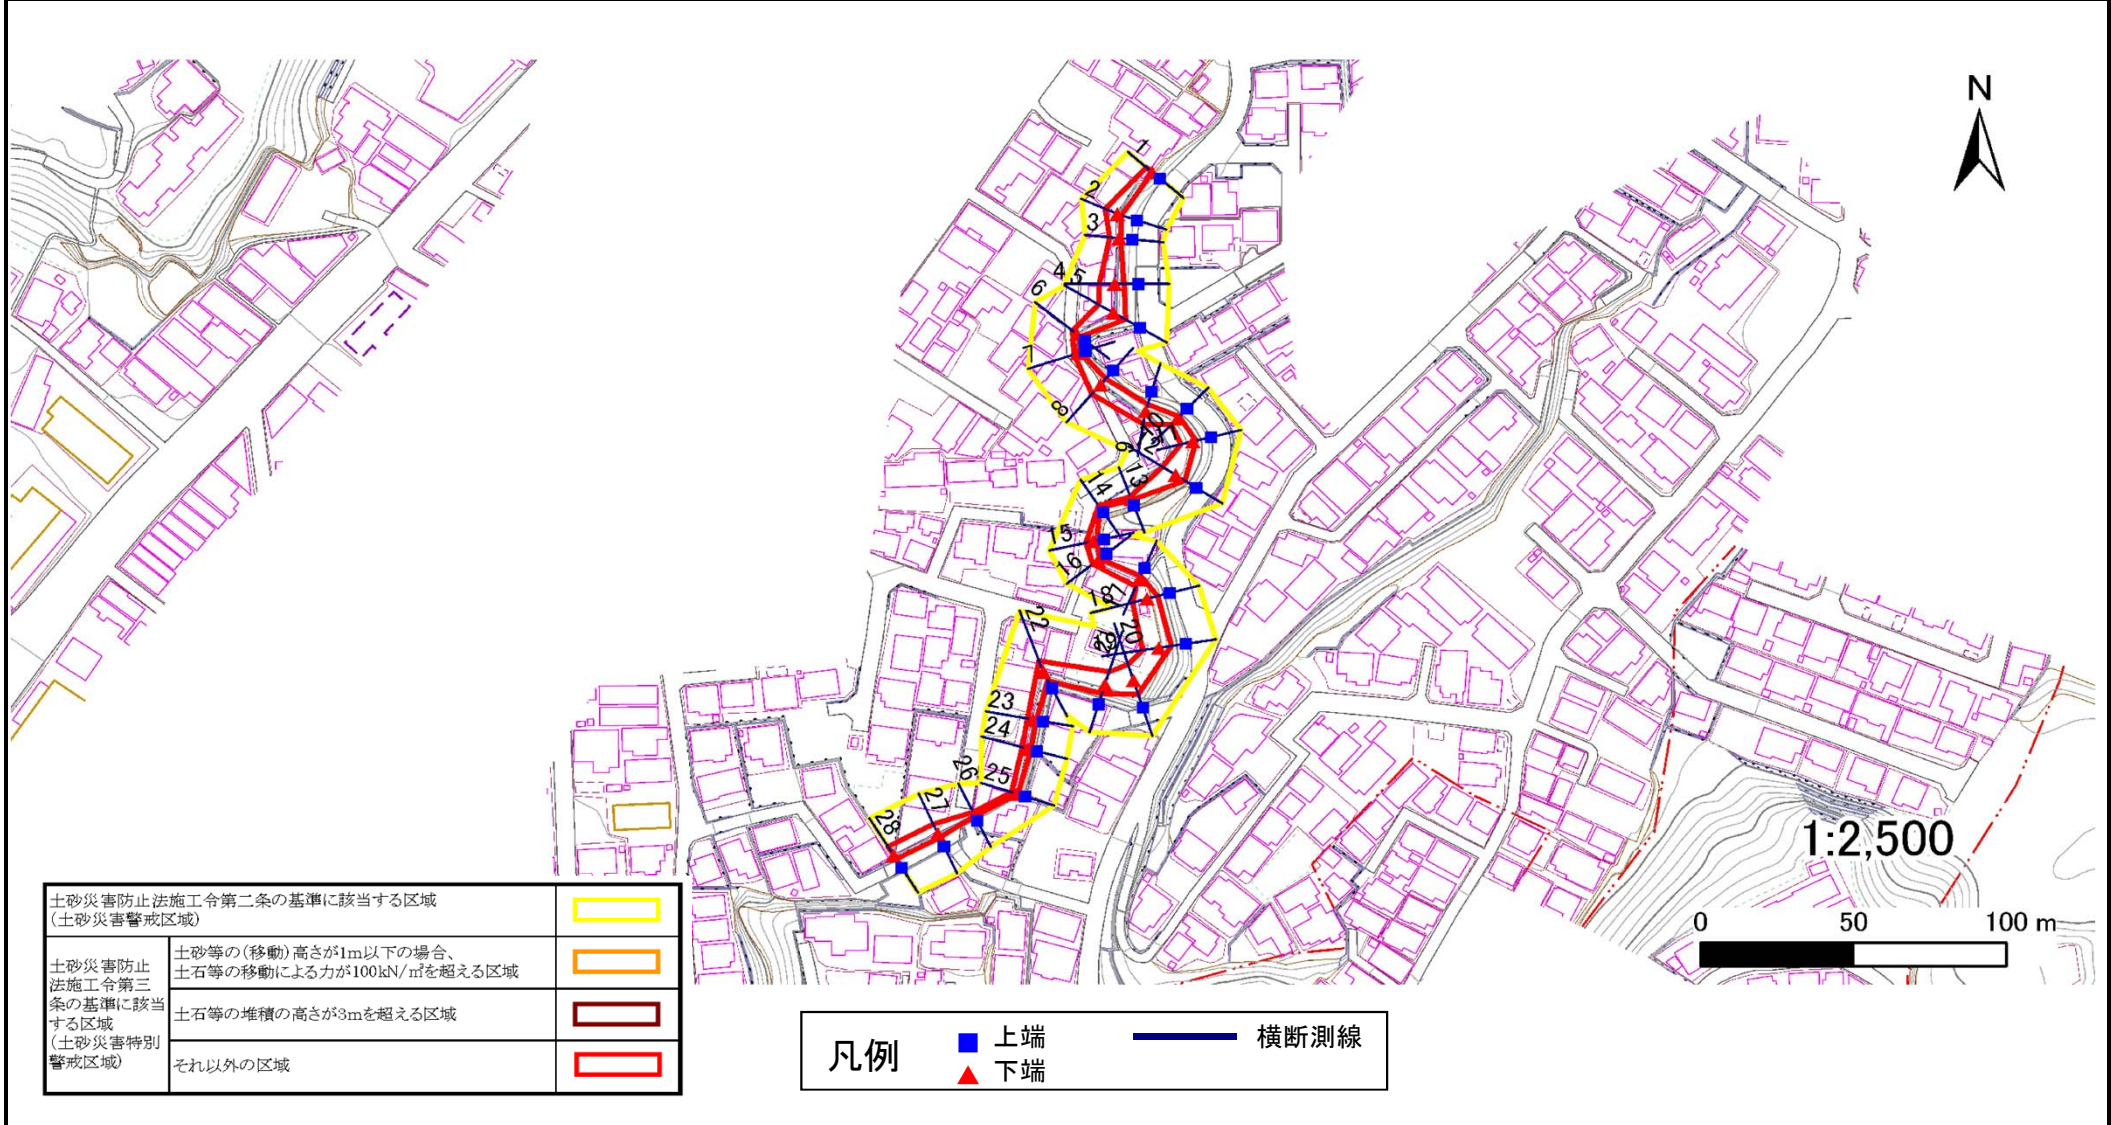 N
1
2
3
4
5
6
7
8
9
10
12
13
14
15
16
18
19
20
22
23
24
25
26
27
28
1:2,500
0 50 100 m
土砂災害防止法施工令第二条の基準に該当する区域
(土砂災害警戒区域)
土砂災害防止
法施工令第三
条の基準に該当
する区域
(土砂災害特別
警戒区域)
土砂等の(移動)高さが1m以下の場合、
土石等の移動による力が100kN/㎡を超える区域
土石等の堆積の高さが3mを超える区域
それ以外の区域
凡例
上端
下端
横断測線